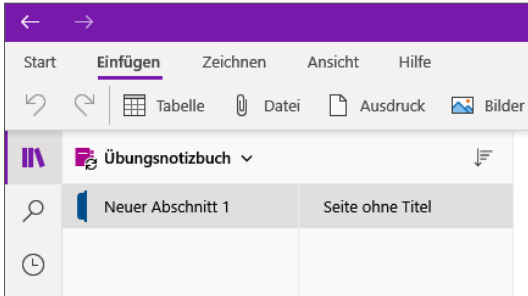 Start Einfügen Zeichnen Ansicht Hilfe
Tabelle Datei Ausdruck Bilder
Übungsnotizbuch
Neuer Abschnitt 1 Seite ohne Titel